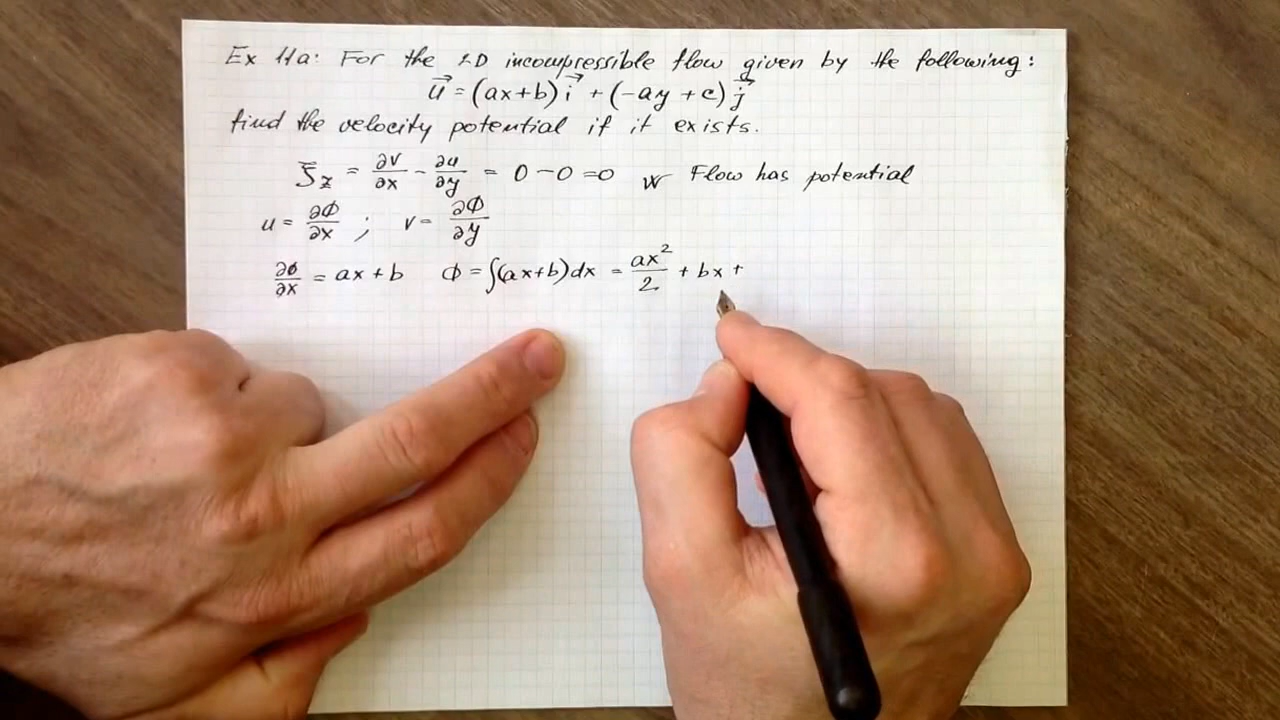 Ex 11a: For the 2D incompressible flow given by the following:
u⃗ = (ax+b) i⃗ + (-ay + c) j⃗
find the velocity potential if it exists.
ζz = ∂v/∂x - ∂u/∂y = 0 - 0 = 0 Flow has potential
u = ∂Φ/∂x ; v = ∂Φ/∂y
∂Φ/∂x = ax + b Φ = ∫(ax+b)dx = ax²/2 + bx +